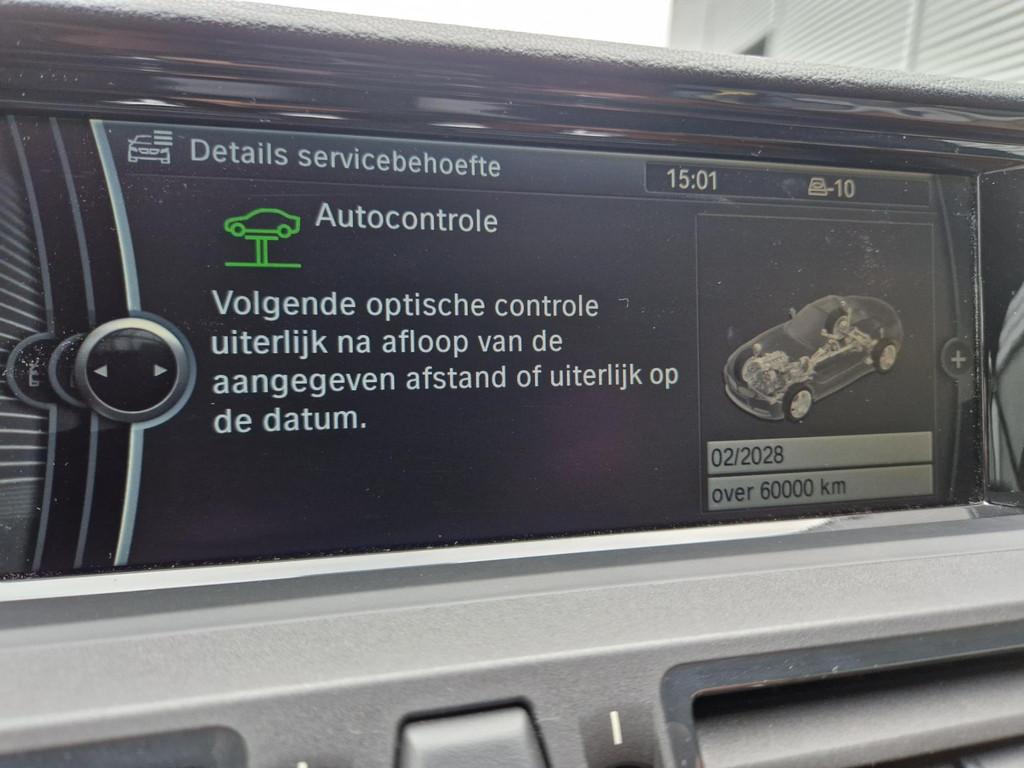 Details servicebehoefte
15:01
-10
Autocontrole
Volgende optische controle
uiterlijk na afloop van de
aangegeven afstand of uiterlijk op
de datum.
02/2028
over 60000 km